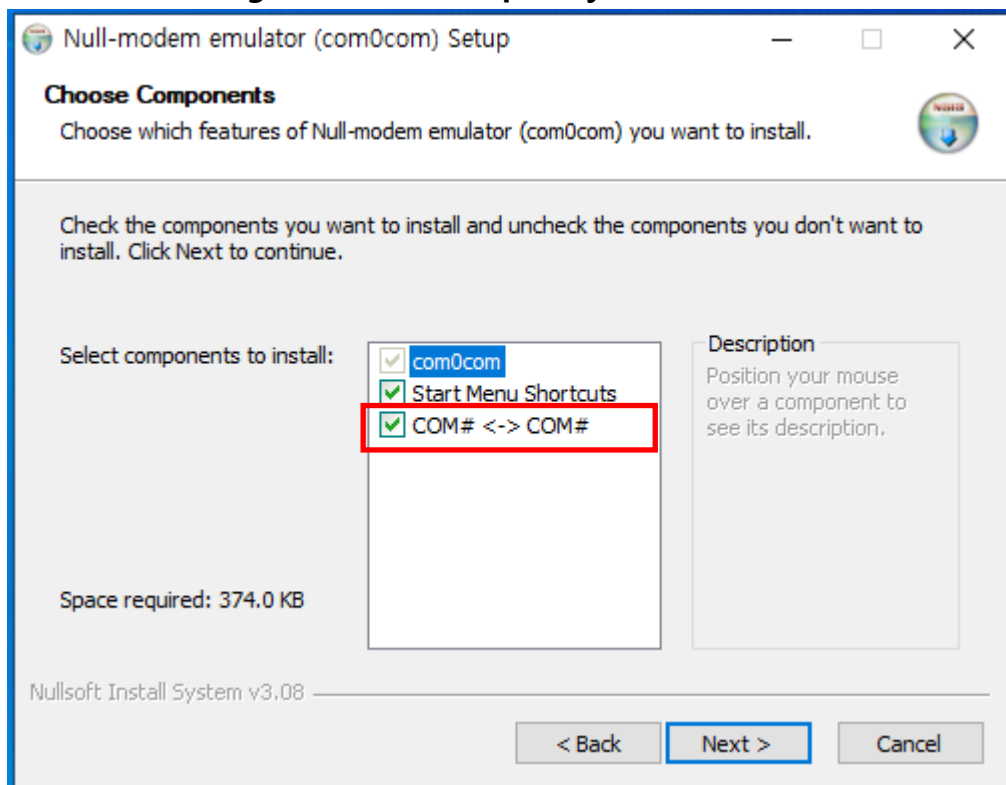 Null-modem emulator (com0com) Setup
Choose Components
Choose which features of Null-modem emulator (com0com) you want to install.
Check the components you want to install and uncheck the components you don't want to
install. Click Next to continue.
Select components to install:
com0com
Start Menu Shortcuts
COM# <-> COM#
Description
Position your mouse
over a component to
see its description.
Space required: 374.0 KB
Nullsoft Install System v3.08
< Back
Next >
Cancel